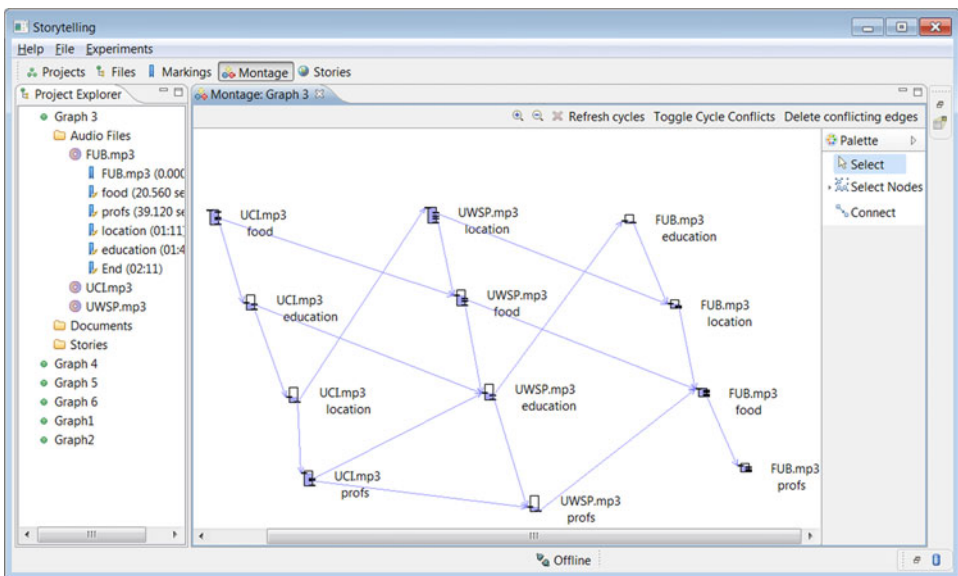 Storytelling
Help File Experiments
Projects Files Markings Montage Stories
Project Explorer
Montage: Graph 3
Refresh cycles Toggle Cycle Conflicts Delete conflicting edges
Graph 3
Audio Files
FUB.mp3
FUB.mp3 (0.000
food (20.560 se
profs (39.120 se
location (01:11
education (01:4
End (02:11)
UCI.mp3
UWSP.mp3
Documents
Stories
Graph 4
Graph 5
Graph 6
Graph1
Graph2
UCI.mp3
food
UWSP.mp3
location
FUB.mp3
education
UCI.mp3
education
UWSP.mp3
food
FUB.mp3
location
UCI.mp3
location
UWSP.mp3
education
FUB.mp3
food
UCI.mp3
profs
UWSP.mp3
profs
FUB.mp3
profs
Palette
Select
Select Nodes
Connect
Offline